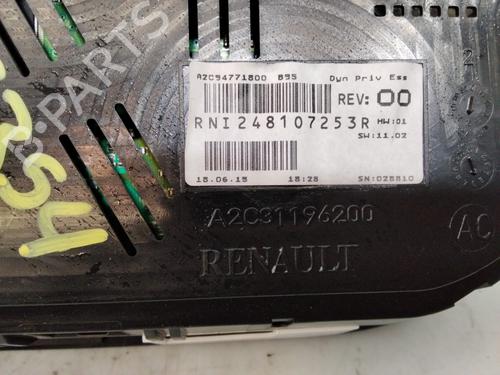 A2C94771800 B95 Dyn Priv Ess
REV: 00
RNI248107253R HW:01
SW:11.02
18.06.15 18:28 SN:028810
A2C31196200
AC
RENAULT
B-PARTS